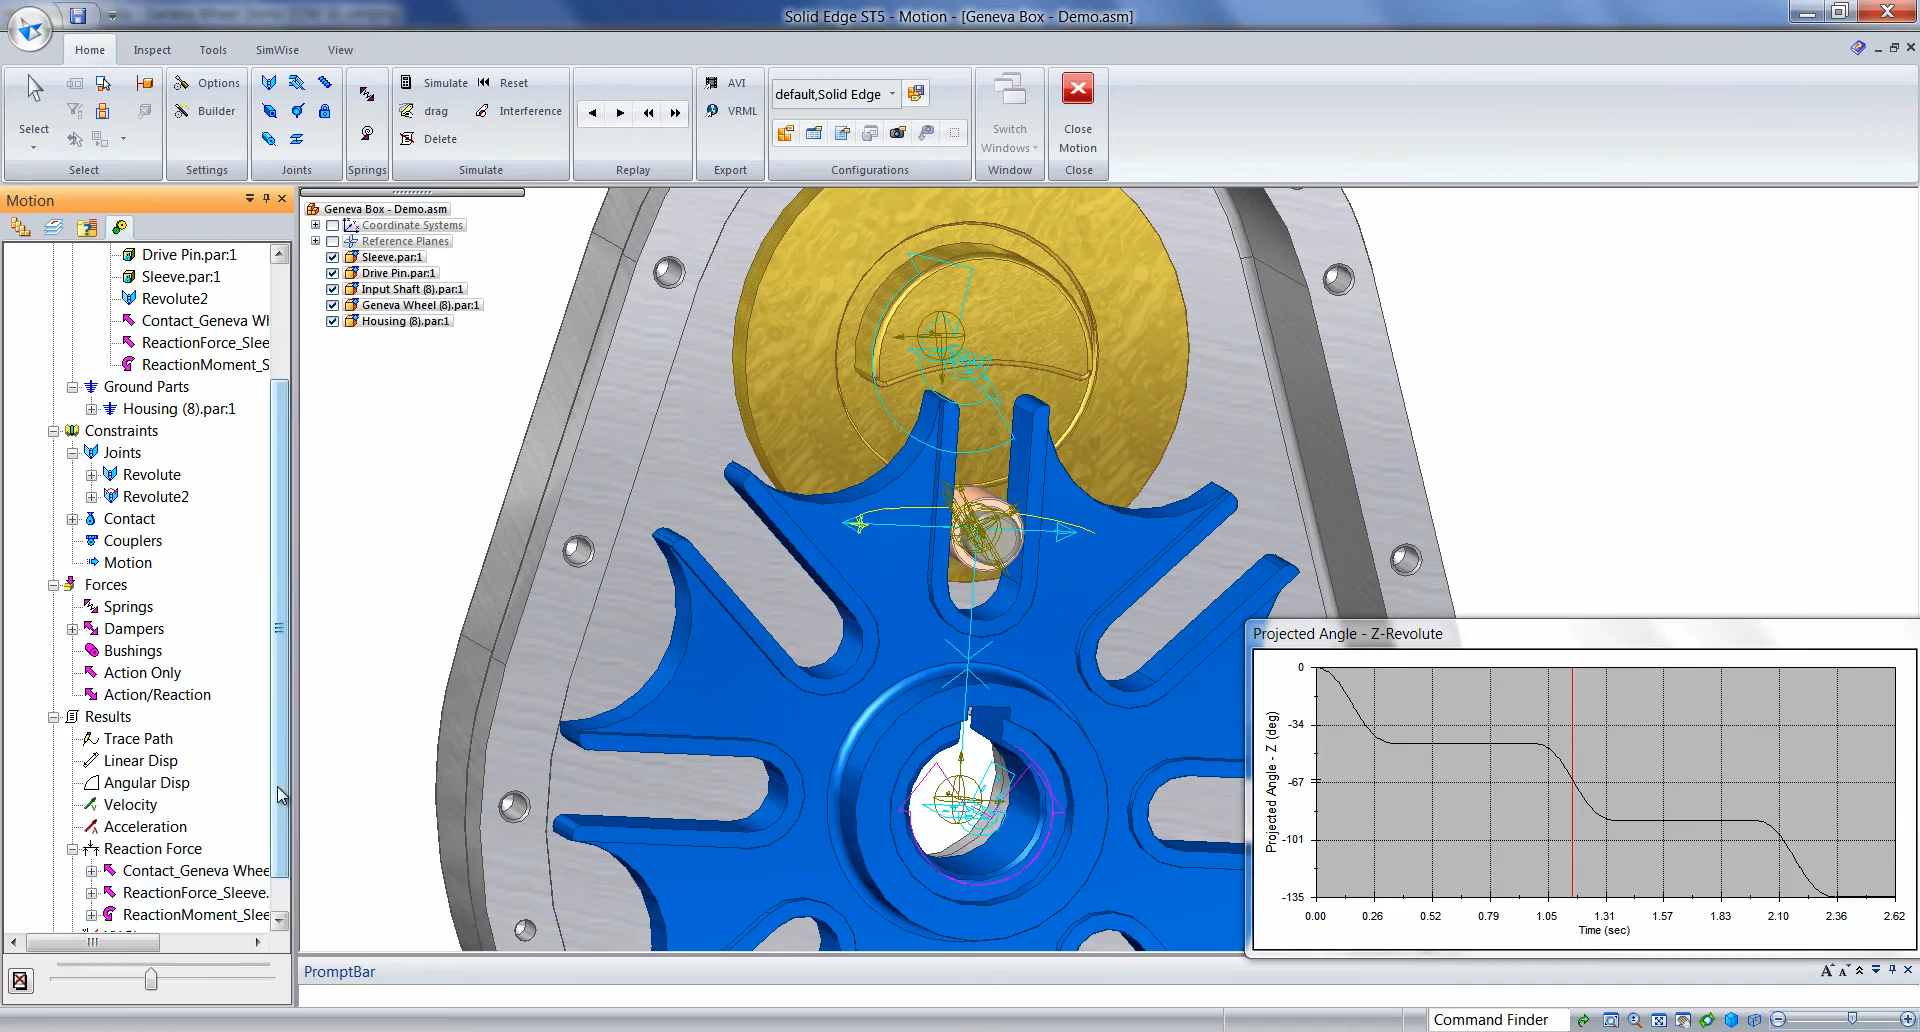 Solid Edge ST5 - Motion - [Geneva Box - Demo.asm]
Home Inspect Tools SimWise View
Select
Select
Options
Builder
Settings
Joints
Springs
Simulate Reset
drag Interference
Delete
Simulate
Replay
AVI
VRML
Export
default,Solid Edge
Configurations
Switch
Windows
Window
Close
Motion
Close
Motion
Drive Pin.par:1
Sleeve.par:1
Revolute2
Contact_Geneva Wh
ReactionForce_Slee
ReactionMoment_S
Ground Parts
Housing (8).par:1
Constraints
Joints
Revolute
Revolute2
Contact
Couplers
Motion
Forces
Springs
Dampers
Bushings
Action Only
Action/Reaction
Results
Trace Path
Linear Disp
Angular Disp
Velocity
Acceleration
Reaction Force
Contact_Geneva Whee
ReactionForce_Sleeve.
ReactionMoment_Slee
Geneva Box - Demo.asm
Coordinate Systems
Reference Planes
Sleeve.par:1
Drive Pin.par:1
Input Shaft (8).par:1
Geneva Wheel (8).par:1
Housing (8).par:1
Projected Angle - Z-Revolute
Projected Angle - Z (deg)
0
-34
-67
-101
-135
0.00 0.26 0.52 0.79 1.05 1.31 1.57 1.83 2.10 2.36 2.62
Time (sec)
PromptBar
Command Finder